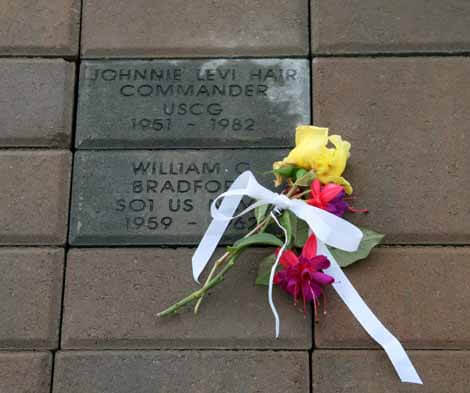 JOHNNIE LEVI HAIR
COMMANDER
USCG
1951 - 1982
WILLIAM C
SO1 US
1959 -